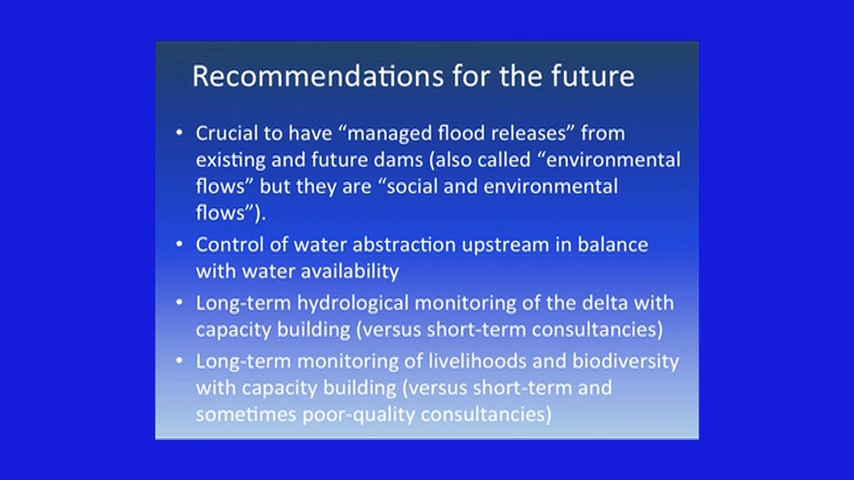 Recommendations for the future
• Crucial to have “managed flood releases” from
existing and future dams (also called “environmental
flows” but they are “social and environmental
flows”).
• Control of water abstraction upstream in balance
with water availability
• Long-term hydrological monitoring of the delta with
capacity building (versus short-term consultancies)
• Long-term monitoring of livelihoods and biodiversity
with capacity building (versus short-term and
sometimes poor-quality consultancies)